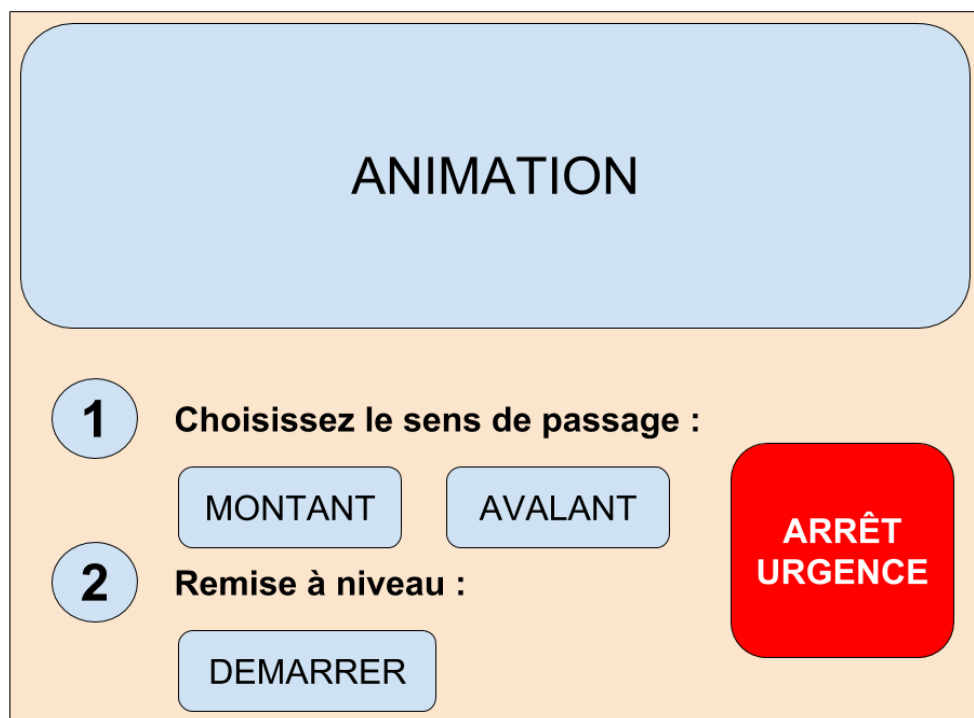 ANIMATION
1
Choisissez le sens de passage :
MONTANT
AVALANT
ARRÊT
URGENCE
2
Remise à niveau :
DEMARRER